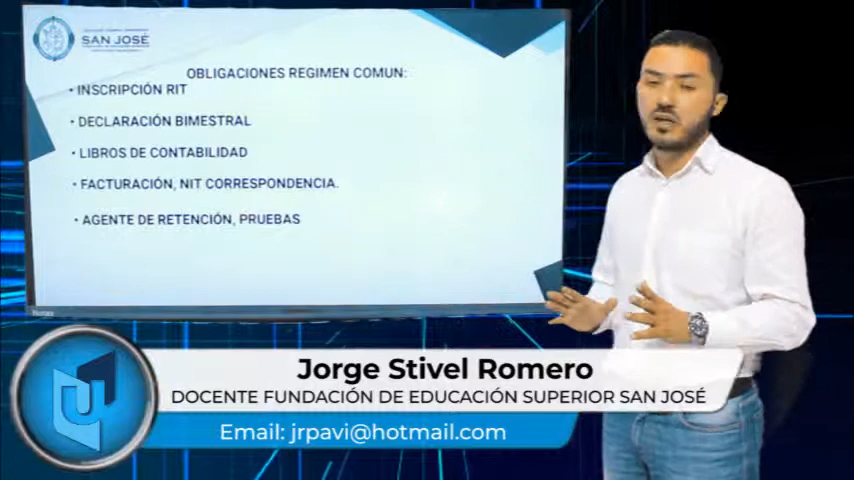 SAN JOSÉ
OBLIGACIONES REGIMEN COMUN:
• INSCRIPCIÓN RIT
• DECLARACIÓN BIMESTRAL
• LIBROS DE CONTABILIDAD
• FACTURACIÓN, NIT CORRESPONDENCIA.
• AGENTE DE RETENCIÓN, PRUEBAS
Jorge Stivel Romero
DOCENTE FUNDACIÓN DE EDUCACIÓN SUPERIOR SAN JOSÉ
Email: jrpavi@hotmail.com